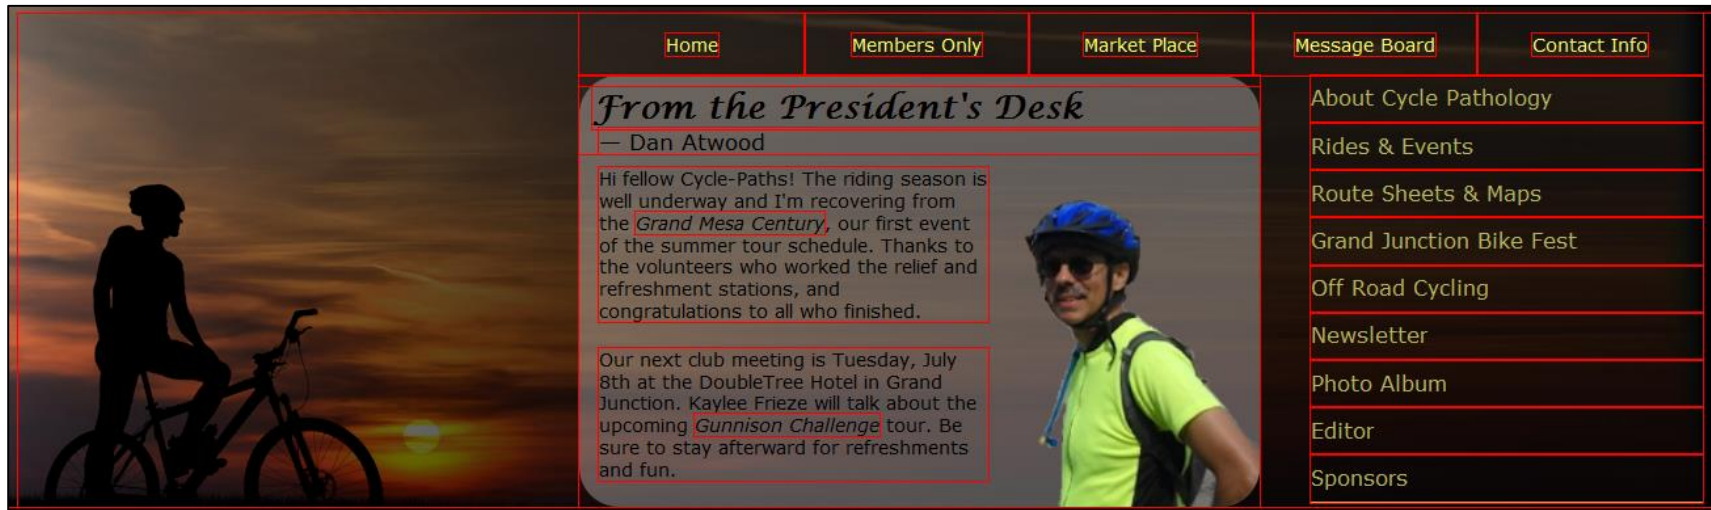 Home Members Only Market Place Message Board Contact Info
From the President's Desk
— Dan Atwood
Hi fellow Cycle-Paths! The riding season is
well underway and I'm recovering from
the Grand Mesa Century, our first event
of the summer tour schedule. Thanks to
the volunteers who worked the relief and
refreshment stations, and
congratulations to all who finished.
Our next club meeting is Tuesday, July
8th at the DoubleTree Hotel in Grand
Junction. Kaylee Frieze will talk about the
upcoming Gunnison Challenge tour. Be
sure to stay afterward for refreshments
and fun.
About Cycle Pathology
Rides & Events
Route Sheets & Maps
Grand Junction Bike Fest
Off Road Cycling
Newsletter
Photo Album
Editor
Sponsors